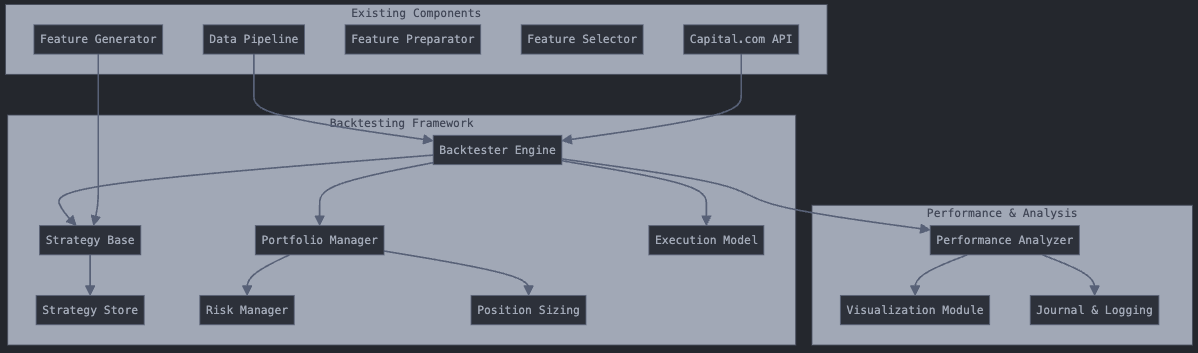 Existing Components
Feature Generator
Data Pipeline
Feature Preparator
Feature Selector
Capital.com API
Backtesting Framework
Backtester Engine
Performance & Analysis
Strategy Base
Portfolio Manager
Execution Model
Performance Analyzer
Strategy Store
Risk Manager
Position Sizing
Visualization Module
Journal & Logging